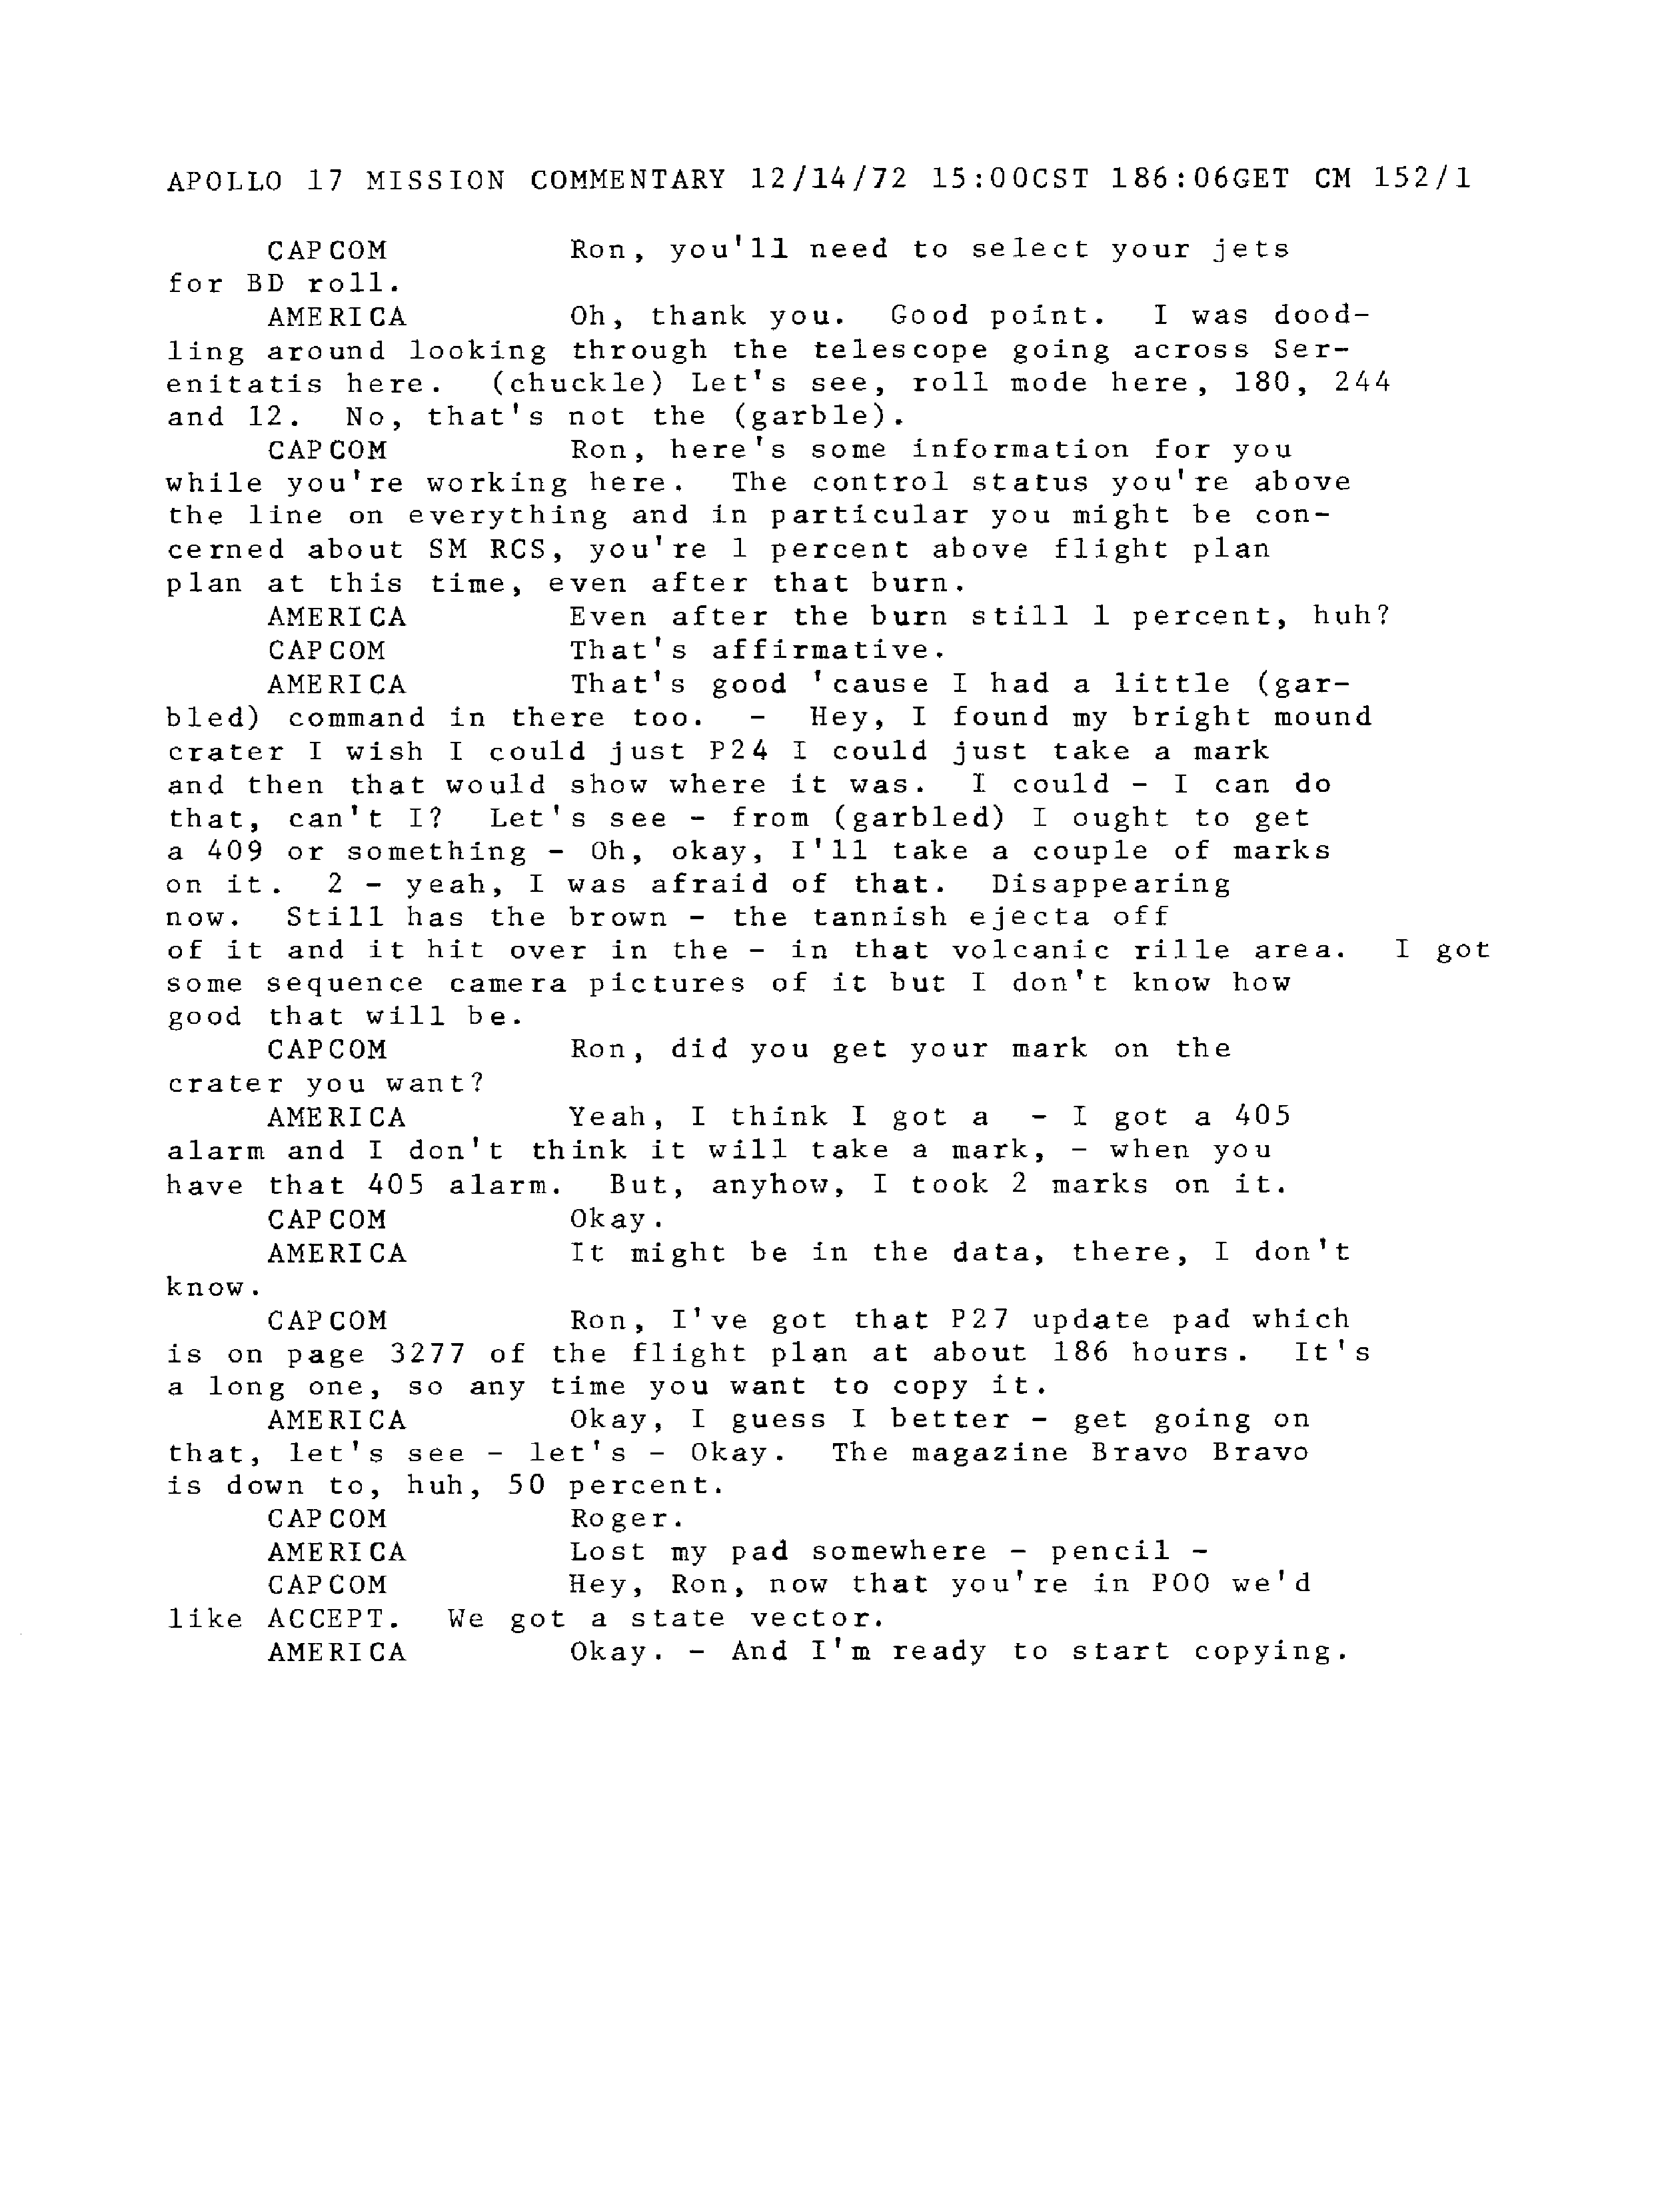 APOLLO 17 MISSION COMMENTARY 12/14/72 15:00CST 186:06GET CM 152/1
CAPCOM Ron, you'll need to select your jets
for BD roll.
AMERICA Oh, thank you. Good point. I was dood-
ling around looking through the telescope going across Ser-
enitatis here. (chuckle) Let's see, roll mode here, 180, 244
and 12. No, that's not the (garble).
CAPCOM Ron, here's some information for you
while you're working here. The control status you're above
the line on everything and in particular you might be con-
cerned about SM RCS, you're 1 percent above flight plan
plan at this time, even after that burn.
AMERICA Even after the burn still 1 percent, huh?
CAPCOM That's affirmative.
AMERICA That's good 'cause I had a little (gar-
bled) command in there too. - Hey, I found my bright mound
crater I wish I could just P24 I could just take a mark
and then that would show where it was. I could - I can do
that, can't I? Let's see - from (garbled) I ought to get
a 409 or something - Oh, okay, I'll take a couple of marks
on it. 2 - yeah, I was afraid of that. Disappearing
now. Still has the brown - the tannish ejecta off
of it and it hit over in the - in that volcanic rille area. I got
some sequence camera pictures of it but I don't know how
good that will be.
CAPCOM Ron, did you get your mark on the
crater you want?
AMERICA Yeah, I think I got a - I got a 405
alarm and I don't think it will take a mark, - when you
have that 405 alarm. But, anyhow, I took 2 marks on it.
CAPCOM Okay.
AMERICA It might be in the data, there, I don't
know.
CAPCOM Ron, I've got that P27 update pad which
is on page 3277 of the flight plan at about 186 hours. It's
a long one, so any time you want to copy it.
AMERICA Okay, I guess I better - get going on
that, let's see - let's - Okay. The magazine Bravo Bravo
is down to, huh, 50 percent.
CAPCOM Roger.
AMERICA Lost my pad somewhere - pencil -
CAPCOM Hey, Ron, now that you're in POO we'd
like ACCEPT. We got a state vector.
AMERICA Okay. - And I'm ready to start copying.